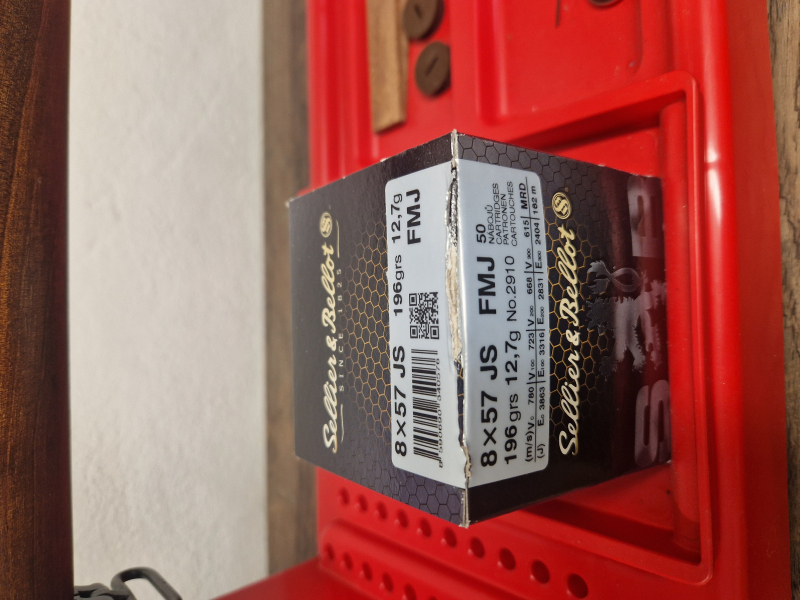 Sellier & Bellot S
SINCE 1825
8×57 JS 196grs 12,7g
FMJ
8×57 JS FMJ 50
NÁBOJŮ
CARTRIDGES
PATRONEN
CARTOUCHES
196grs 12,7g No.2910
(m/s) V0 780 V100 723 V200 668 V300 615 MRD
(J) E0 3863 E100 3316 E200 2831 E300 2404 182 m
Sellier & Bellot S